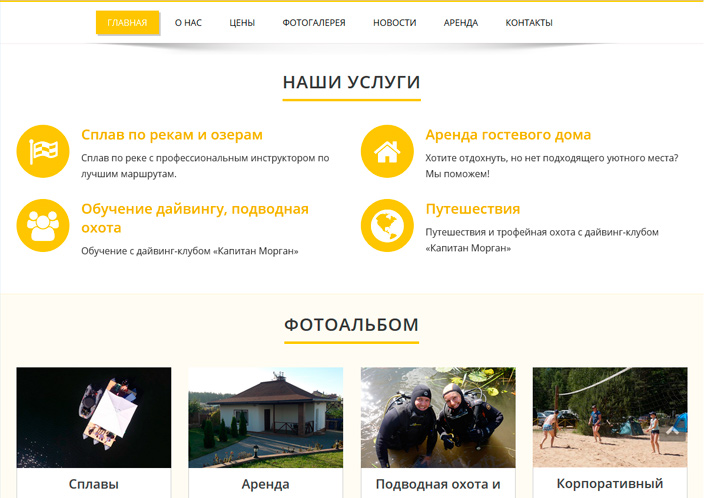 ГЛАВНАЯ О НАС ЦЕНЫ ФОТОГАЛЕРЕЯ НОВОСТИ АРЕНДА КОНТАКТЫ
НАШИ УСЛУГИ
Сплав по рекам и озерам
Сплав по реке с профессиональным инструктором по
лучшим маршрутам.
Аренда гостевого дома
Хотите отдохнуть, но нет подходящего уютного места?
Мы поможем!
Обучение дайвингу, подводная
охота
Обучение с дайвинг-клубом «Капитан Морган»
Путешествия
Путешествия и трофейная охота с дайвинг-клубом
«Капитан Морган»
ФОТОАЛЬБОМ
Сплавы
Аренда
Подводная охота и
Корпоративный